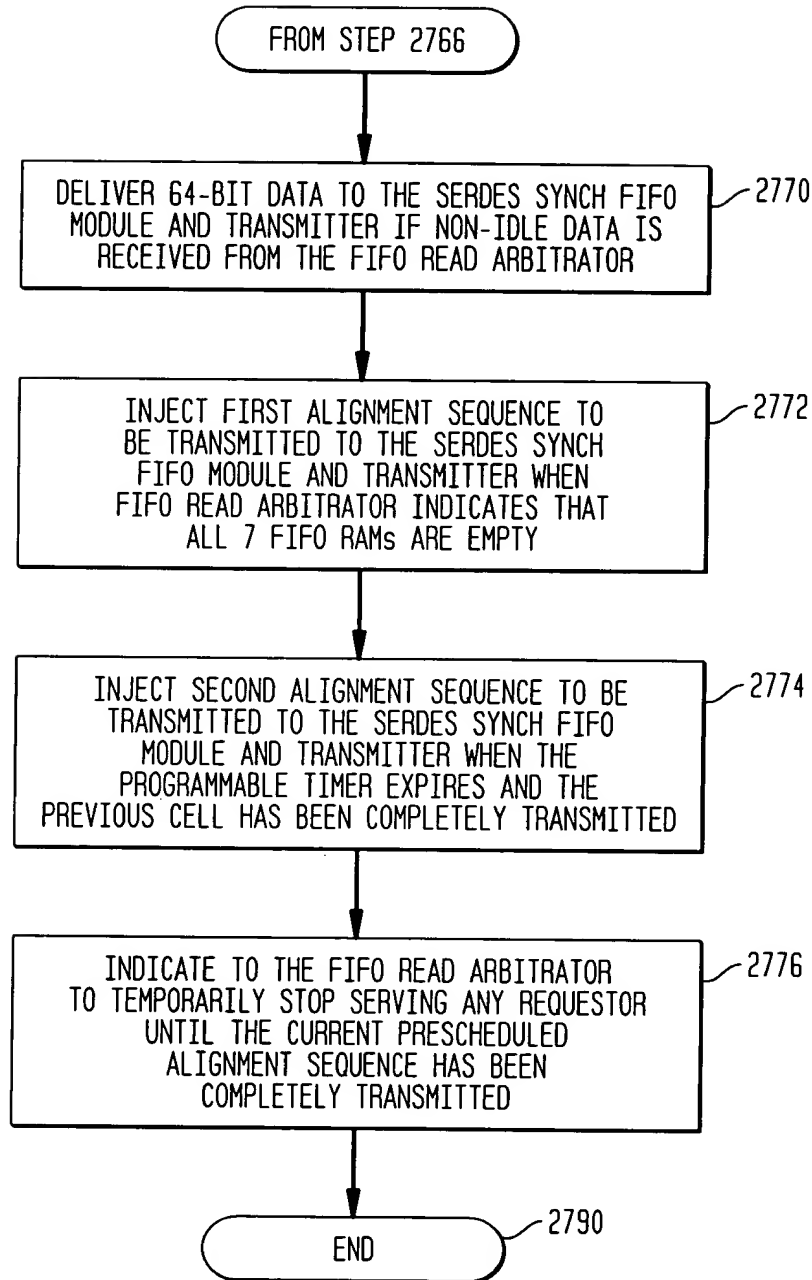 FROM STEP 2766
DELIVER 64-BIT DATA TO THE SERDES SYNCH FIFO
MODULE AND TRANSMITTER IF NON-IDLE DATA IS
RECEIVED FROM THE FIFO READ ARBITRATOR
2770
INJECT FIRST ALIGNMENT SEQUENCE TO
BE TRANSMITTED TO THE SERDES SYNCH
FIFO MODULE AND TRANSMITTER WHEN
FIFO READ ARBITRATOR INDICATES THAT
ALL 7 FIFO RAMs ARE EMPTY
2772
INJECT SECOND ALIGNMENT SEQUENCE TO BE
TRANSMITTED TO THE SERDES SYNCH FIFO
MODULE AND TRANSMITTER WHEN THE
PROGRAMMABLE TIMER EXPIRES AND THE
PREVIOUS CELL HAS BEEN COMPLETELY TRANSMITTED
2774
INDICATE TO THE FIFO READ ARBITRATOR
TO TEMPORARILY STOP SERVING ANY REQUESTOR
UNTIL THE CURRENT PRESCHEDULED
ALIGNMENT SEQUENCE HAS BEEN
COMPLETELY TRANSMITTED
2776
END
2790